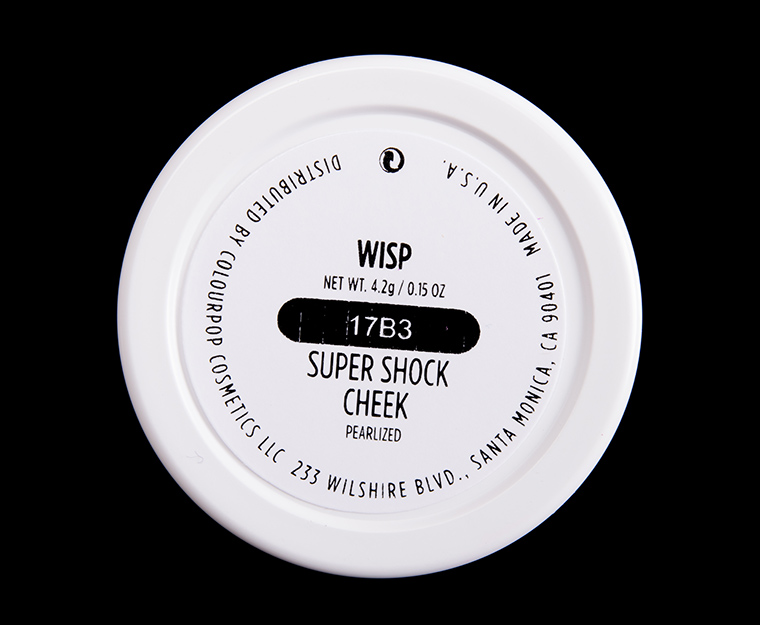 WISP
NET WT. 4.2g / 0.15 OZ
17B3
SUPER SHOCK
CHEEK
PEARLIZED
DISTRIBUTED BY COLOURPOP COSMETICS LLC 233 WILSHIRE BLVD., SANTA MONICA, CA 90401 MADE IN U.S.A.